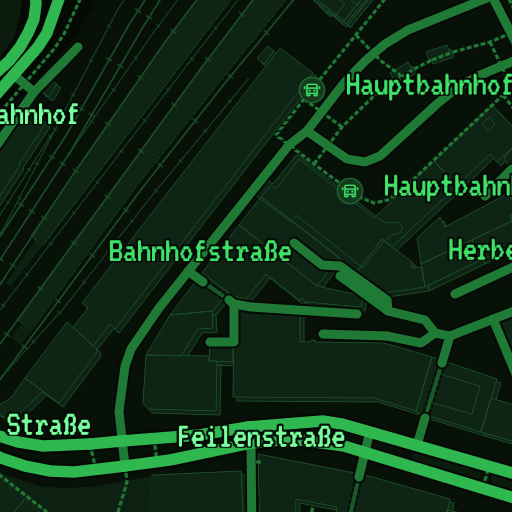 Hauptbahnhof
ahnhof
Hauptbahn
Bahnhofstraße
Herbe
Straße
Feilenstraße